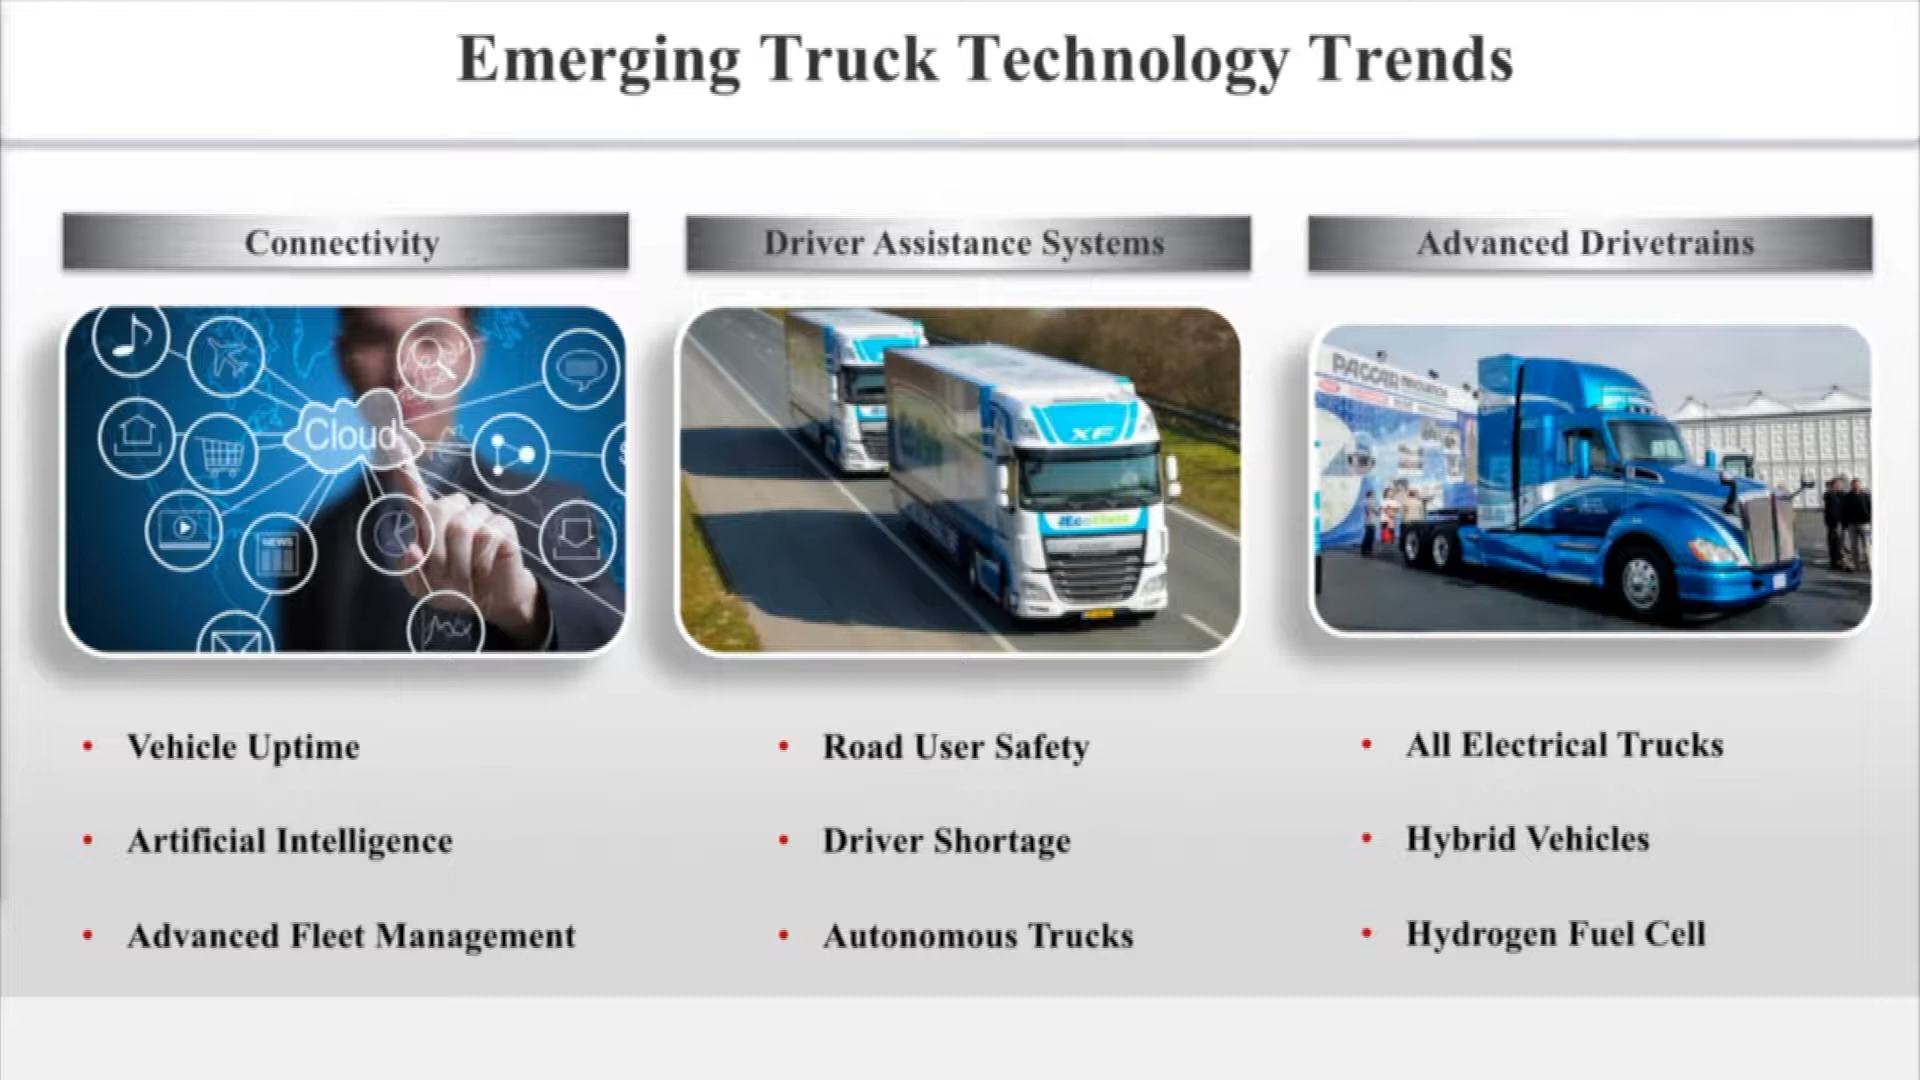 Emerging Truck Technology Trends
Connectivity
Driver Assistance Systems
Advanced Drivetrains
Cloud
NEWS
XF
PACCAR
Vehicle Uptime
Artificial Intelligence
Advanced Fleet Management
Road User Safety
Driver Shortage
Autonomous Trucks
All Electrical Trucks
Hybrid Vehicles
Hydrogen Fuel Cell